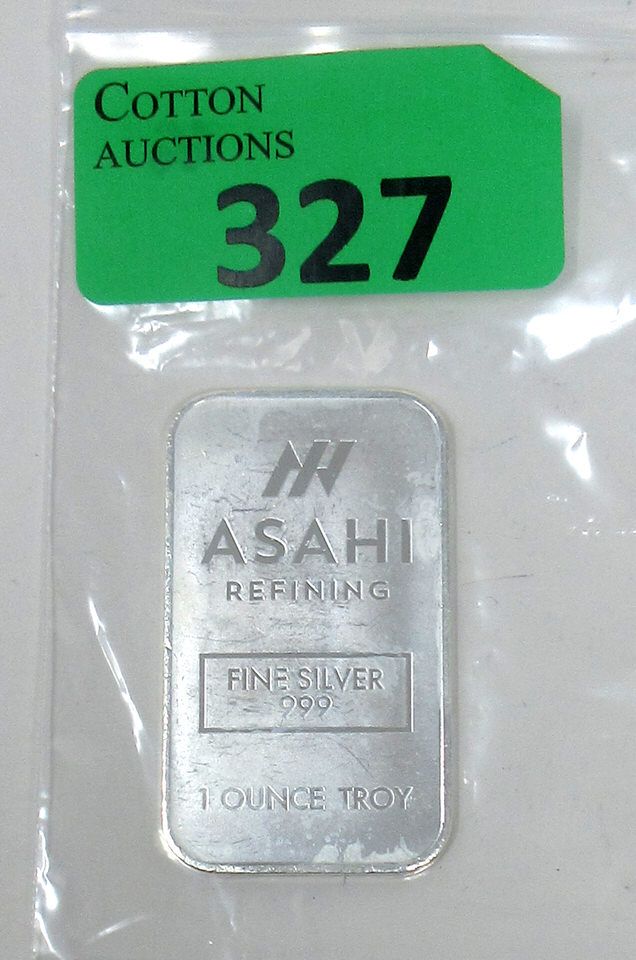 COTTON
AUCTIONS
327
ASAHI
REFINING
FINE SILVER
999
1 OUNCE TROY